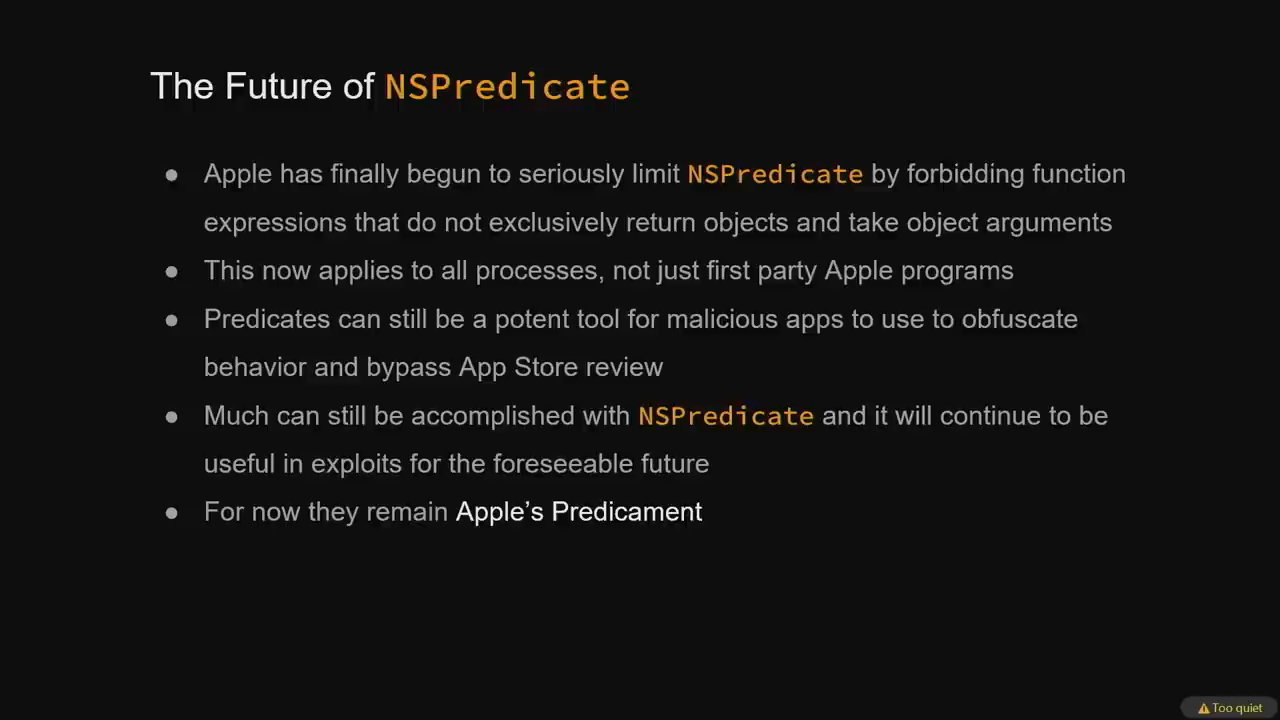 The Future of NSPredicate
● Apple has finally begun to seriously limit NSPredicate by forbidding function
expressions that do not exclusively return objects and take object arguments
● This now applies to all processes, not just first party Apple programs
● Predicates can still be a potent tool for malicious apps to use to obfuscate
behavior and bypass App Store review
● Much can still be accomplished with NSPredicate and it will continue to be
useful in exploits for the foreseeable future
● For now they remain Apple’s Predicament
Too quiet